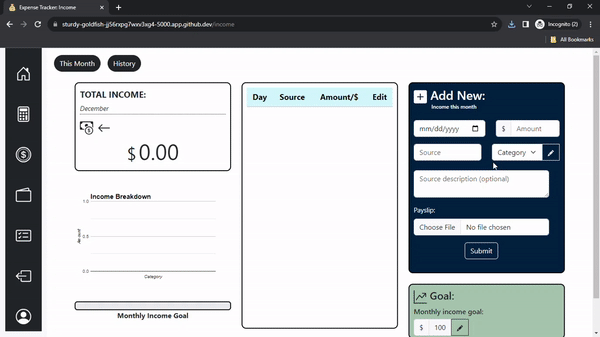 Expense Tracker: Income
sturdy-goldfish-jj56rxpg7wxv3xg4-5000.app.github.dev/income
Incognito (2)
All Bookmarks
This Month
History
TOTAL INCOME:
December
$0.00
Income Breakdown
1.0
0.5
0.0
Category
Monthly Income Goal
Day Source Amount/$ Edit
Add New:
Income this month
mm/dd/yyyy
$ Amount
Source
Category
Source description (optional)
Payslip:
Choose File No file chosen
Submit
Goal:
Monthly income goal:
$ 100